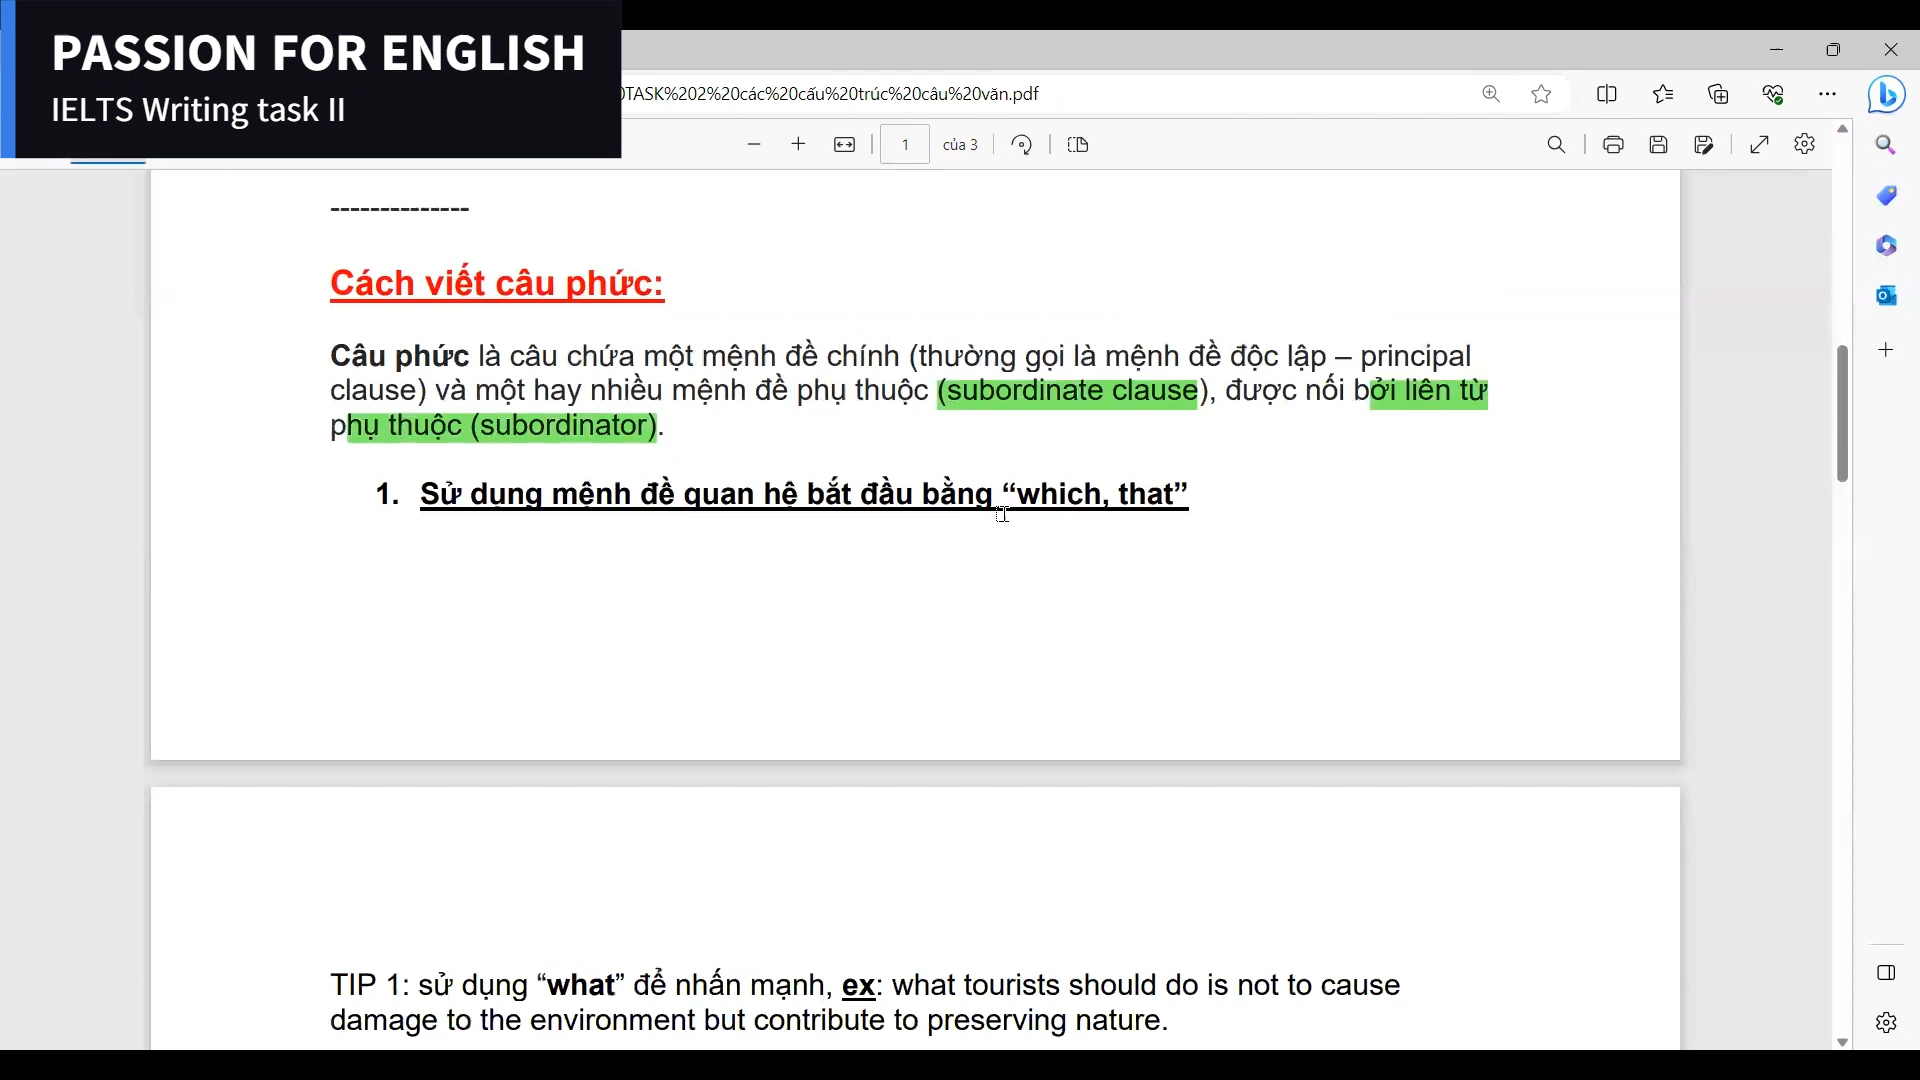 PASSION FOR ENGLISH
IELTS Writing task II
TASK%202%20các%20cấu%20trúc%20câu%20văn.pdf
1 của 3
--------------
Cách viết câu phức:
Câu phức là câu chứa một mệnh đề chính (thường gọi là mệnh đề độc lập – principal
clause) và một hay nhiều mệnh đề phụ thuộc (subordinate clause), được nối bởi liên từ
phụ thuộc (subordinator).
1. Sử dụng mệnh đề quan hệ bắt đầu bằng “which, that”
TIP 1: sử dụng “what” để nhấn mạnh, ex: what tourists should do is not to cause
damage to the environment but contribute to preserving nature.